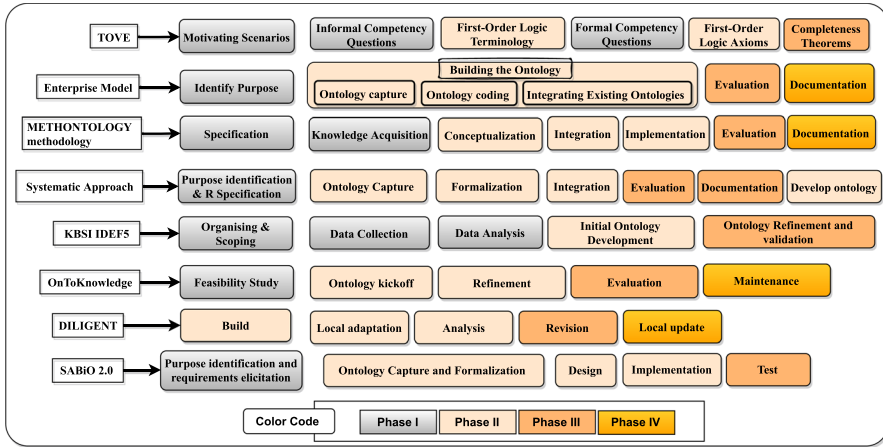 TOVE
Motivating Scenarios
Informal Competency
Questions
First-Order Logic
Terminology
Formal Competency
Questions
First-Order
Logic Axioms
Completeness
Theorems
Enterprise Model
Identify Purpose
Building the Ontology
Ontology capture
Ontology coding
Integrating Existing Ontologies
Evaluation
Documentation
METHONTOLOGY
methodology
Specification
Knowledge Acquisition
Conceptualization
Integration
Implementation
Evaluation
Documentation
Systematic Approach
Purpose identification
& R Specification
Ontology Capture
Formalization
Integration
Evaluation
Documentation
Develop ontology
KBSI IDEF5
Organising &
Scoping
Data Collection
Data Analysis
Initial Ontology
Development
Ontology Refinement and
validation
OnToKnowledge
Feasibility Study
Ontology kickoff
Refinement
Evaluation
Maintenance
DILIGENT
Build
Local adaptation
Analysis
Revision
Local update
SABiO 2.0
Purpose identification and
requirements elicitation
Ontology Capture and Formalization
Design
Implementation
Test
Color Code
Phase I
Phase II
Phase III
Phase IV